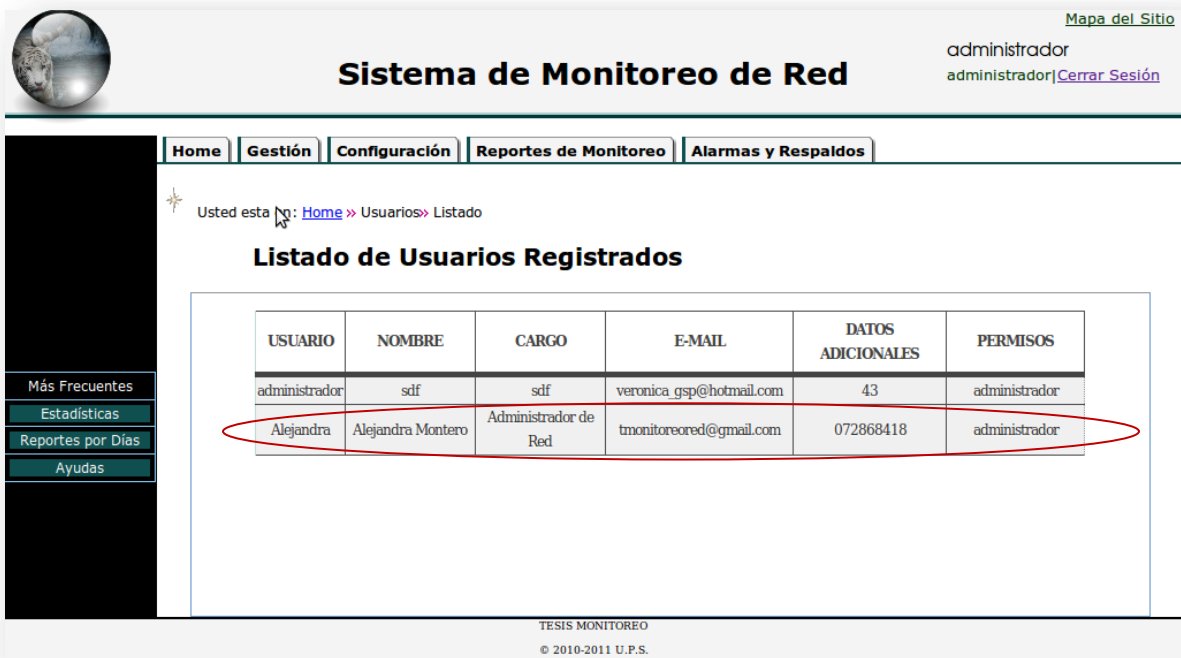 Mapa del Sitio
administrador
Sistema de Monitoreo de Red
administrador|Cerrar Sesión
Home Gestión Configuración Reportes de Monitoreo Alarmas y Respaldos
Usted esta en: Home » Usuarios» Listado
Listado de Usuarios Registrados
USUARIO NOMBRE CARGO E-MAIL DATOS ADICIONALES PERMISOS
administrador sdf sdf veronica_gsp@hotmail.com 43 administrador
Alejandra Alejandra Montero Administrador de Red tmonitoreored@gmail.com 072868418 administrador
Más Frecuentes
Estadísticas
Reportes por Días
Ayudas
TESIS MONITOREO
© 2010-2011 U.P.S.